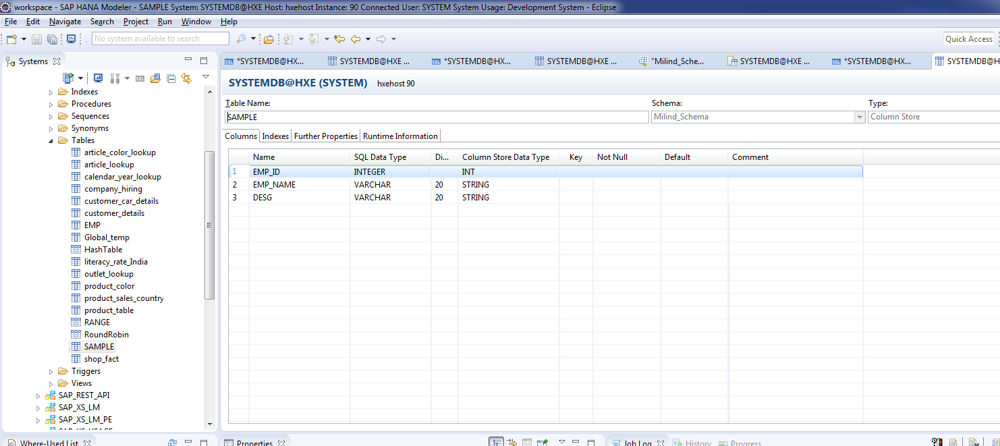 workspace - SAP HANA Modeler - SAMPLE System: SYSTEMDB@HXE Host: hxehost Instance: 90 Connected User: SYSTEM System Usage: Development System - Eclipse
File Edit Navigate Search Project Run Window Help
No system available to search
Quick Access
Systems
*SYSTEMDB@HX... SYSTEMDB@HXE ... *SYSTEMDB@HX... SYSTEMDB@HXE ... "Milind_Sche... SYSTEMDB@HXE ... *SYSTEMDB@HX... SYSTEMDB@H
SQL
Indexes
Procedures
Sequences
Synonyms
Tables
article_color_lookup
article_lookup
calendar_year_lookup
company_hiring
customer_car_details
customer_details
EMP
Global_temp
HashTable
literacy_rate_India
outlet_lookup
product_color
product_sales_country
product_table
RANGE
RoundRobin
SAMPLE
shop_fact
Triggers
Views
SAP_REST_API
SAP_XS_LM
SAP_XS_LM_PE
SAP_XS_USAGE
SYSTEMDB@HXE (SYSTEM) hxehost 90
Table Name: Schema: Type:
SAMPLE Milind_Schema Column Store
Columns Indexes Further Properties Runtime Information
Name SQL Data Type Di... Column Store Data Type Key Not Null Default Comment
1 EMP_ID INTEGER INT
2 EMP_NAME VARCHAR 20 STRING
3 DESG VARCHAR 20 STRING
Where-Used List
Properties
Job Log History Progress